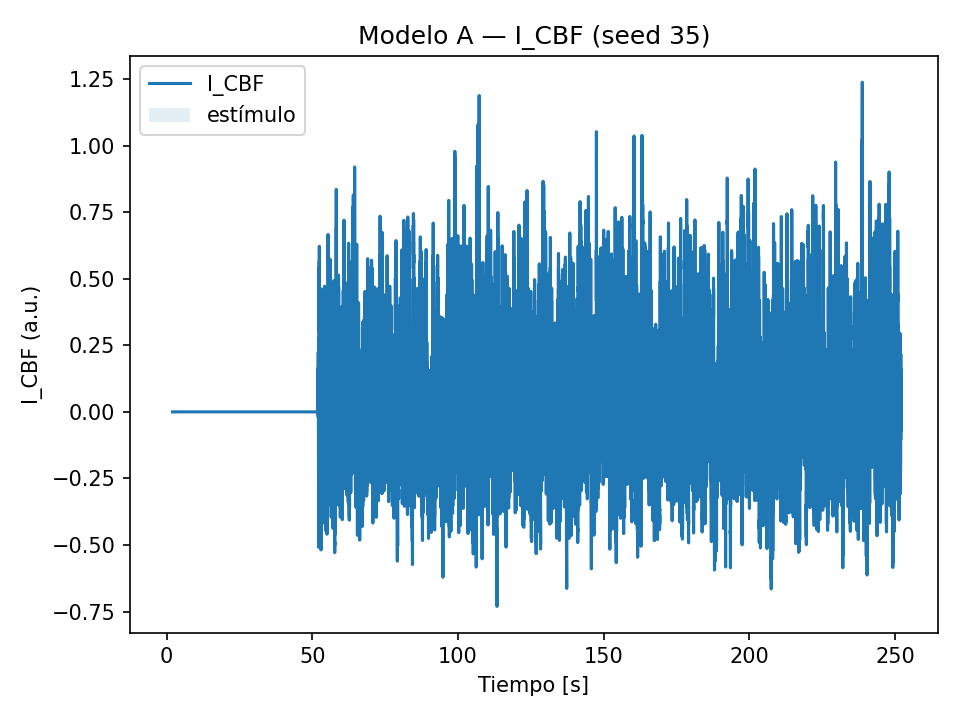 Modelo A — I_CBF (seed 35)
I_CBF
estímulo
1.25
1.00
0.75
0.50
0.25
0.00
−0.25
−0.50
−0.75
I_CBF (a.u.)
0 50 100 150 200 250
Tiempo [s]